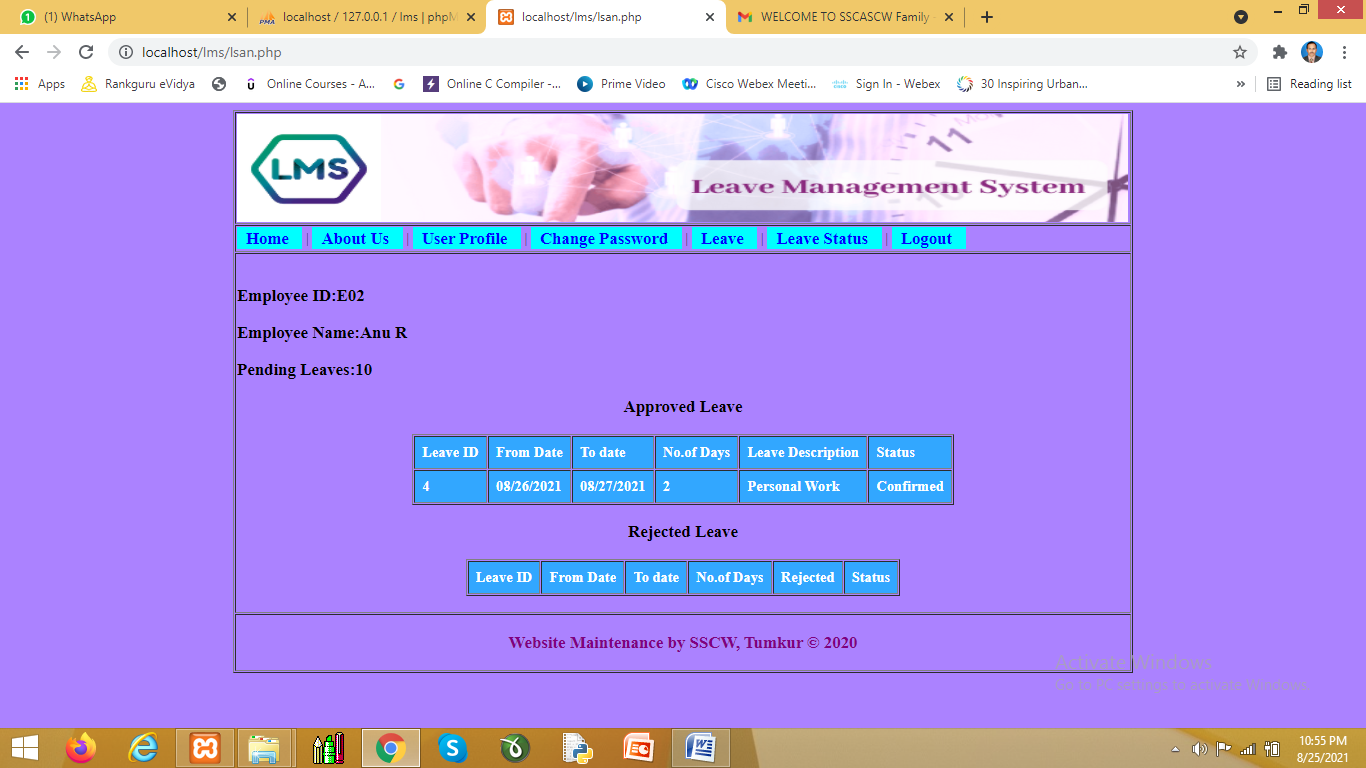 (1) WhatsApp
localhost / 127.0.0.1 / lms | phpM
localhost/lms/lsan.php
WELCOME TO SSCASCW Family
localhost/lms/lsan.php
Apps
Rankguru eVidya
Online Courses - A...
Online C Compiler -...
Prime Video
Cisco Webex Meeti...
Sign In - Webex
30 Inspiring Urban...
»
Reading list
LMS
Leave Management System
11
Home | About Us | User Profile | Change Password | Leave | Leave Status | Logout
Employee ID:E02
Employee Name:Anu R
Pending Leaves:10
Approved Leave
Leave ID From Date To date No.of Days Leave Description Status
4 08/26/2021 08/27/2021 2 Personal Work Confirmed
Rejected Leave
Leave ID From Date To date No.of Days Rejected Status
Website Maintenance by SSCW, Tumkur © 2020
Activate Windows
Go to PC settings to activate Windows.
10:55 PM
8/25/2021